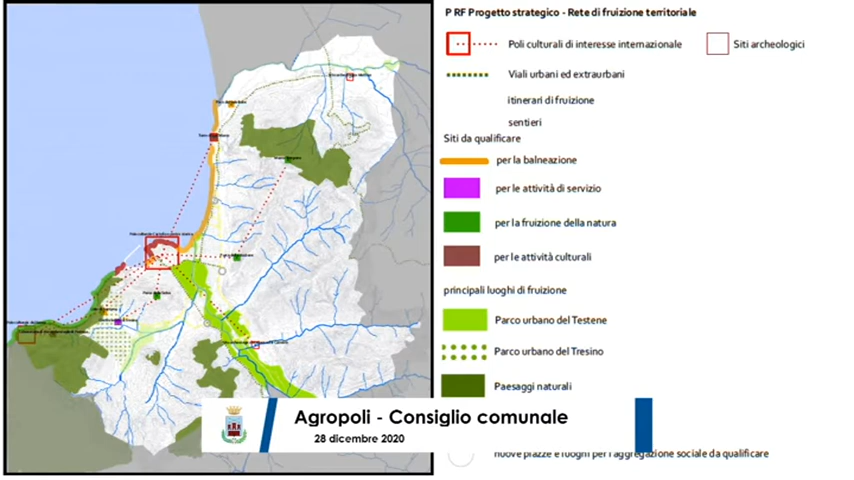 P RF Progetto strategico - Rete di fruizione territoriale
Poli culturali di interesse internazionale
Siti archeologici
Viali urbani ed extraurbani
itinerari di fruizione
sentieri
Siti da qualificare
per la balneazione
per le attività di servizio
per la fruizione della natura
per le attività culturali
principali luoghi di fruizione
Parco urbano del Testene
Parco urbano del Tresino
Paesaggi naturali
Agropoli - Consiglio comunale
28 dicembre 2020
nuove piazze e luoghi per l'aggregazione sociale da qualificare